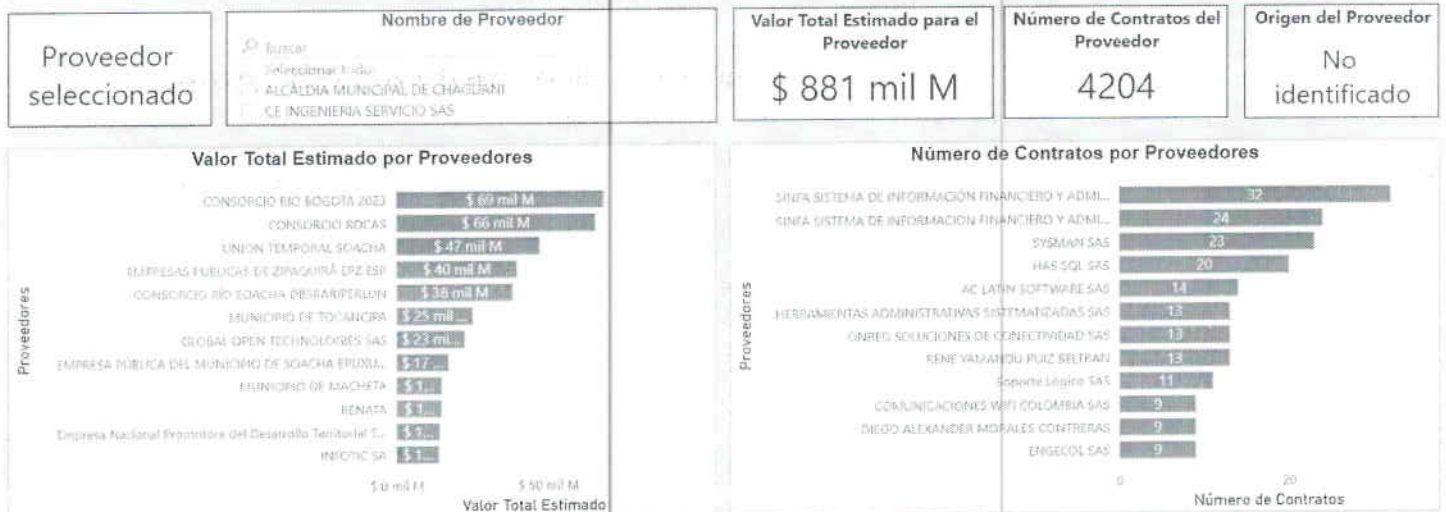 Proveedor
seleccionado
Nombre de Proveedor
Buscar
Seleccionar todo
ALCALDIA MUNICIPAL DE CHAGUANI
CE INGENIERIA SERVICIO SAS
Valor Total Estimado para el
Proveedor
$ 881 mil M
Número de Contratos del
Proveedor
4204
Origen del Proveedor
No
identificado
Valor Total Estimado por Proveedores
Proveedores
CONSORCIO RIO BOGOTA 2023 $ 69 mil M
CONSORCIO ROCAS $ 66 mil M
UNION TEMPORAL SOACHA $ 47 mil M
EMPRESAS PUBLICAS DE ZIPAQUIRÁ EPZ ESP $ 40 mil M
CONSORCIO RÍO SOACHA $ 38 mil M
MUNICIPIO DE TOCANCIPA $ 25 mil ...
GLOBAL OPEN TECHNOLOGIES SAS $ 23 mi...
EMPRESA PÚBLICA DEL MUNICIPIO DE SOACHA EPUXU... $ 17 ...
MUNICIPIO DE MACHETA $ 1...
RENATA $ 1...
Empresa Nacional Promotora del Desarrollo Territorial T... $ 1...
INFOTIC SA $ 1...
$ 0 mil M $ 50 mil M
Valor Total Estimado
Número de Contratos por Proveedores
Proveedores
SINFA SISTEMA DE INFORMACIÓN FINANCIERO Y ADMI... 32
SINFA SISTEMA DE INFORMACION FINANCIERO Y ADMI... 24
SYSMAN SAS 23
HAS SQL SAS 20
AC LATIN SOFTWARE SAS 14
HERRAMIENTAS ADMINISTRATIVAS SISTEMATIZADAS SAS 13
ONRED SOLUCIONES DE CONECTIVIDAD SAS 13
RENE YAMANDU RUIZ BELTRAN 13
Soporte Lógico SAS 11
COMUNICACIONES WIFI COLOMBIA SAS 9
DIEGO ALEXANDER MORALES CONTRERAS 9
ENGECOL SAS 9
0 20
Número de Contratos